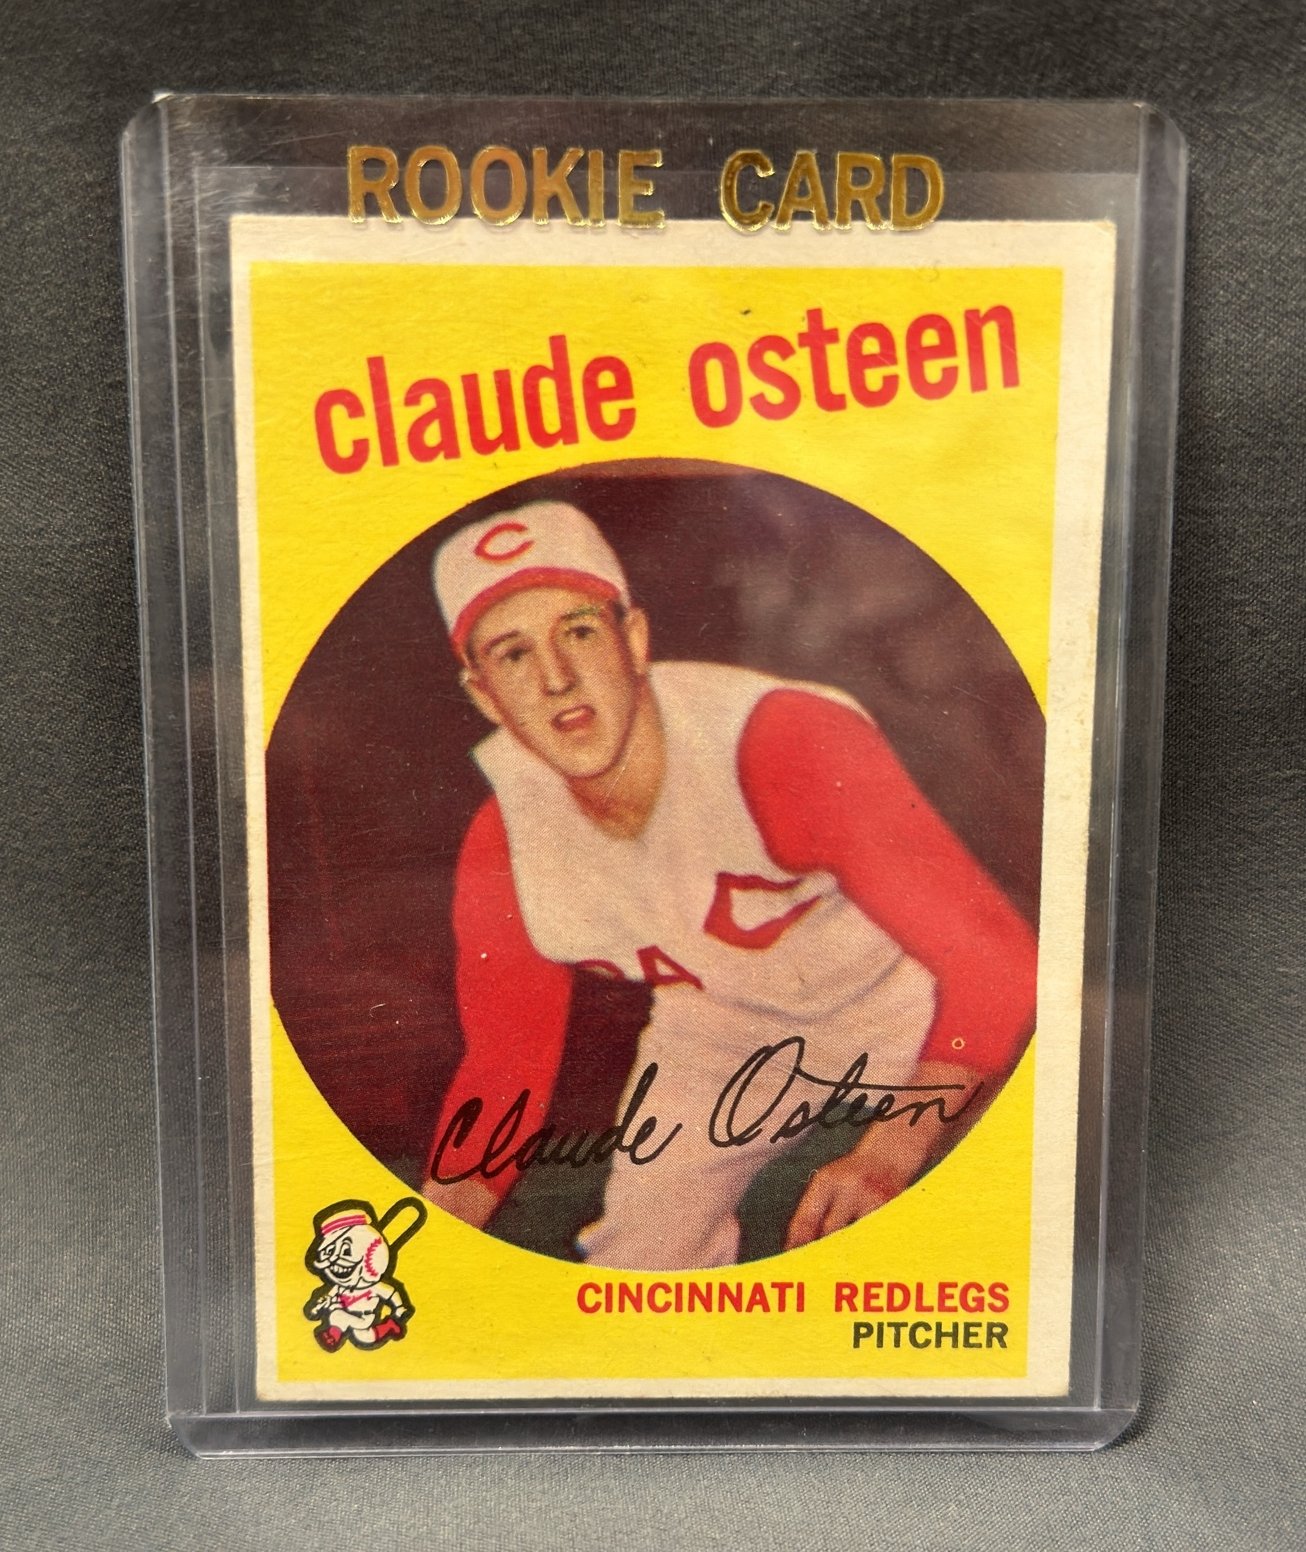 ROOKIE CARD
claude osteen
C
C
Claude Osteen
CINCINNATI REDLEGS
PITCHER